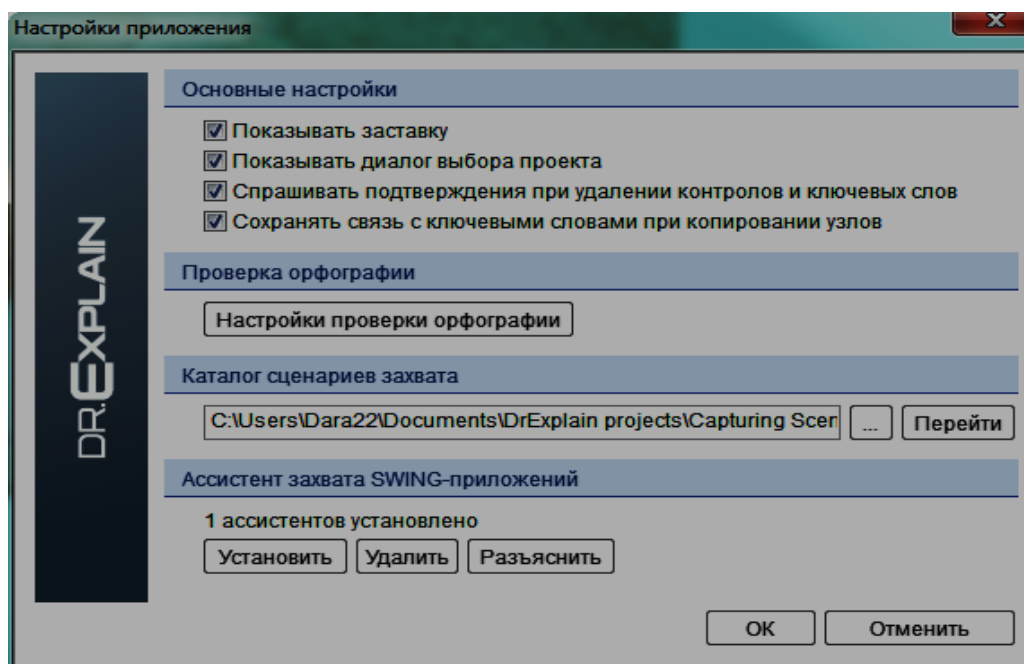 Настройки приложения
DR.EXPLAIN
Основные настройки
Показывать заставку
Показывать диалог выбора проекта
Спрашивать подтверждения при удалении контролов и ключевых слов
Сохранять связь с ключевыми словами при копировании узлов
Проверка орфографии
Настройки проверки орфографии
Каталог сценариев захвата
C:\Users\Dara22\Documents\DrExplain projects\Capturing Scer ... Перейти
Ассистент захвата SWING-приложений
1 ассистентов установлено
Установить Удалить Разъяснить
ОК Отменить